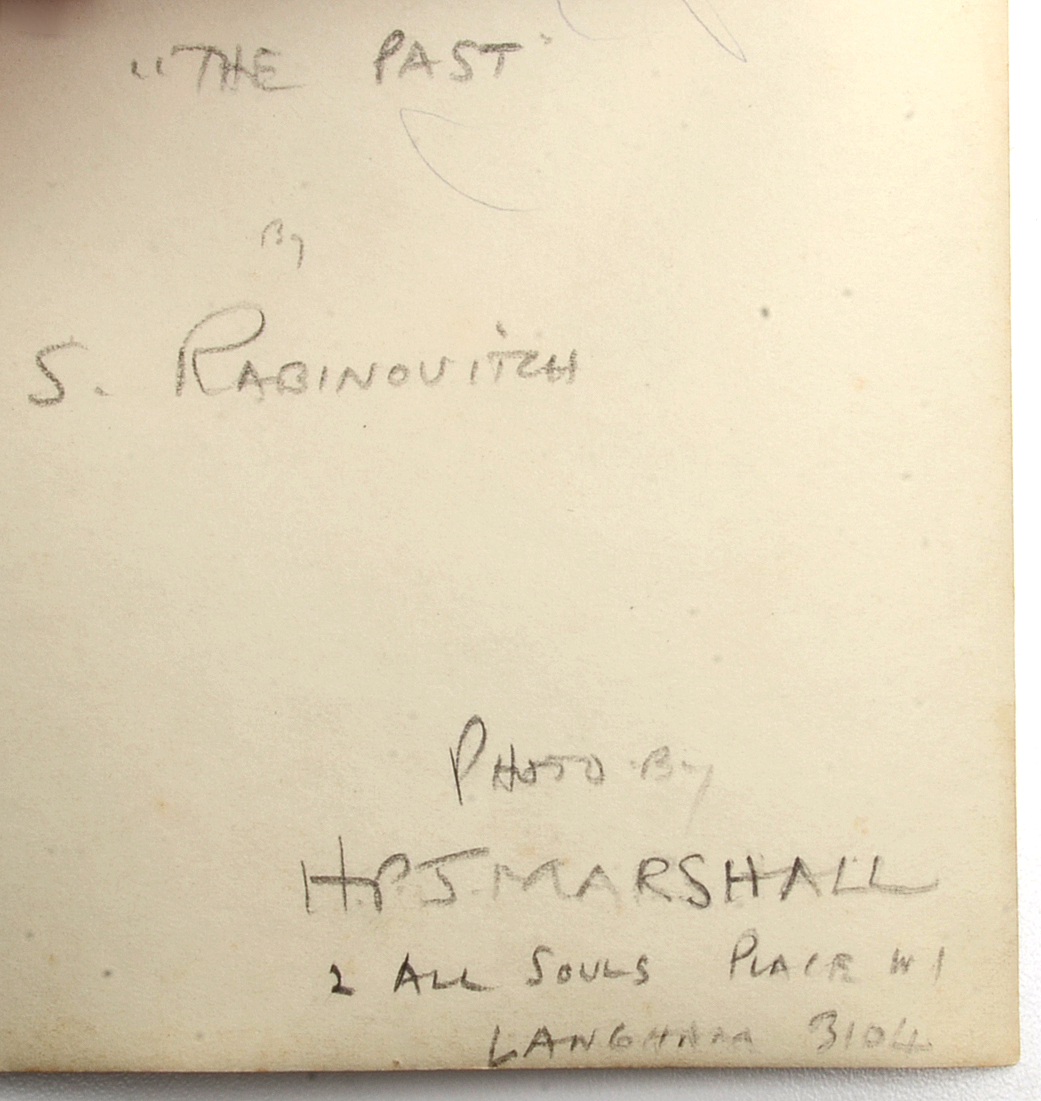 "THE PAST"
By
S. RABINOVITCH
PHOTO By
H.P.J. MARSHALL
2 ALL SOULS PLACE W1
LANGHAM 3104